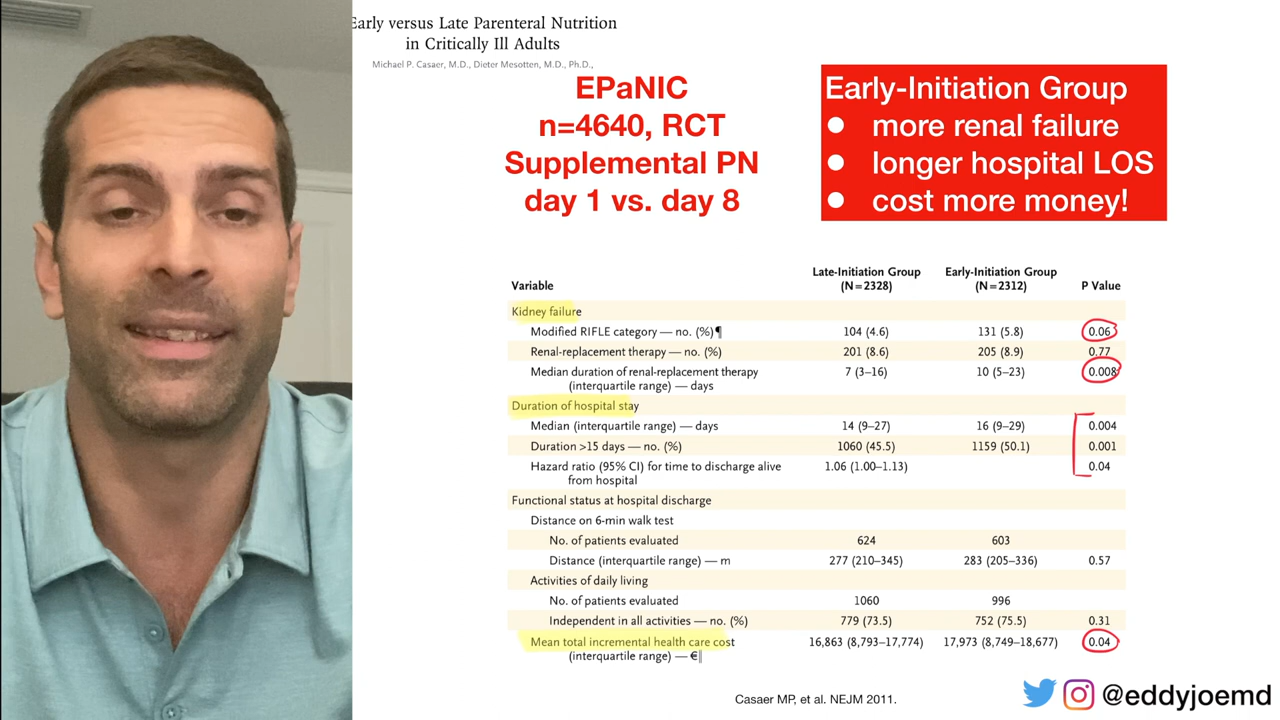 Early versus Late Parenteral Nutrition
in Critically Ill Adults
Michael P. Casaer, M.D., Dieter Mesotten, M.D., Ph.D.,
EPaNIC
n=4640, RCT
Supplemental PN
day 1 vs. day 8
Early-Initiation Group
● more renal failure
● longer hospital LOS
● cost more money!
Variable Late-Initiation Group (N=2328) Early-Initiation Group (N=2312) P Value
Kidney failure
Modified RIFLE category — no. (%)¶ 104 (4.6) 131 (5.8) 0.06
Renal-replacement therapy — no. (%) 201 (8.6) 205 (8.9) 0.77
Median duration of renal-replacement therapy 7 (3–16) 10 (5–23) 0.008
(interquartile range) — days
Duration of hospital stay
Median (interquartile range) — days 14 (9–27) 16 (9–29) 0.004
Duration >15 days — no. (%) 1060 (45.5) 1159 (50.1) 0.001
Hazard ratio (95% CI) for time to discharge alive 1.06 (1.00–1.13) 0.04
from hospital
Functional status at hospital discharge
Distance on 6-min walk test
No. of patients evaluated 624 603
Distance (interquartile range) — m 277 (210–345) 283 (205–336) 0.57
Activities of daily living
No. of patients evaluated 1060 996
Independent in all activities — no. (%) 779 (73.5) 752 (75.5) 0.31
Mean total incremental health care cost 16,863 (8,793–17,774) 17,973 (8,749–18,677) 0.04
(interquartile range) — €‖
Casaer MP, et al. NEJM 2011.
@eddyjoemd